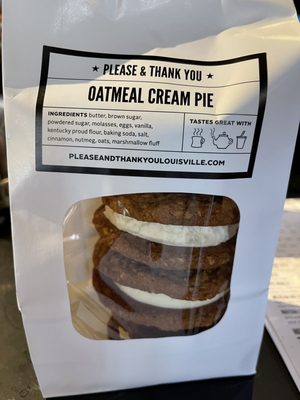 ★ PLEASE & THANK YOU ★
OATMEAL CREAM PIE
INGREDIENTS butter, brown sugar,
powdered sugar, molasses, eggs, vanilla,
kentucky proud flour, baking soda, salt,
cinnamon, nutmeg, oats, marshmallow fluff
TASTES GREAT WITH
PLEASEANDTHANKYOULOUISVILLE.COM